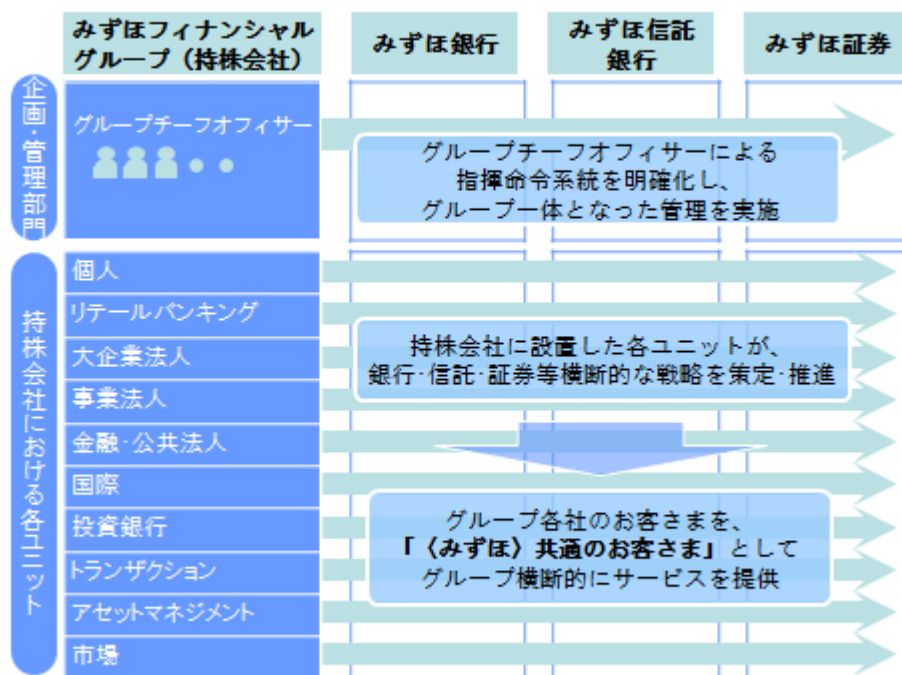 みずほフィナンシャル
グループ（持株会社）
みずほ銀行
みずほ信託
銀行
みずほ証券
企画・管理部門
グループチーフオフィサー
グループチーフオフィサーによる
指揮命令系統を明確化し、
グループ一体となった管理を実施
持株会社における各ユニット
個人
リテールバンキング
大企業法人
事業法人
金融・公共法人
国際
投資銀行
トランザクション
アセットマネジメント
市場
持株会社に設置した各ユニットが、
銀行・信託・証券等横断的な戦略を策定・推進
グループ各社のお客さまを、
「〈みずほ〉共通のお客さま」として
グループ横断的にサービスを提供